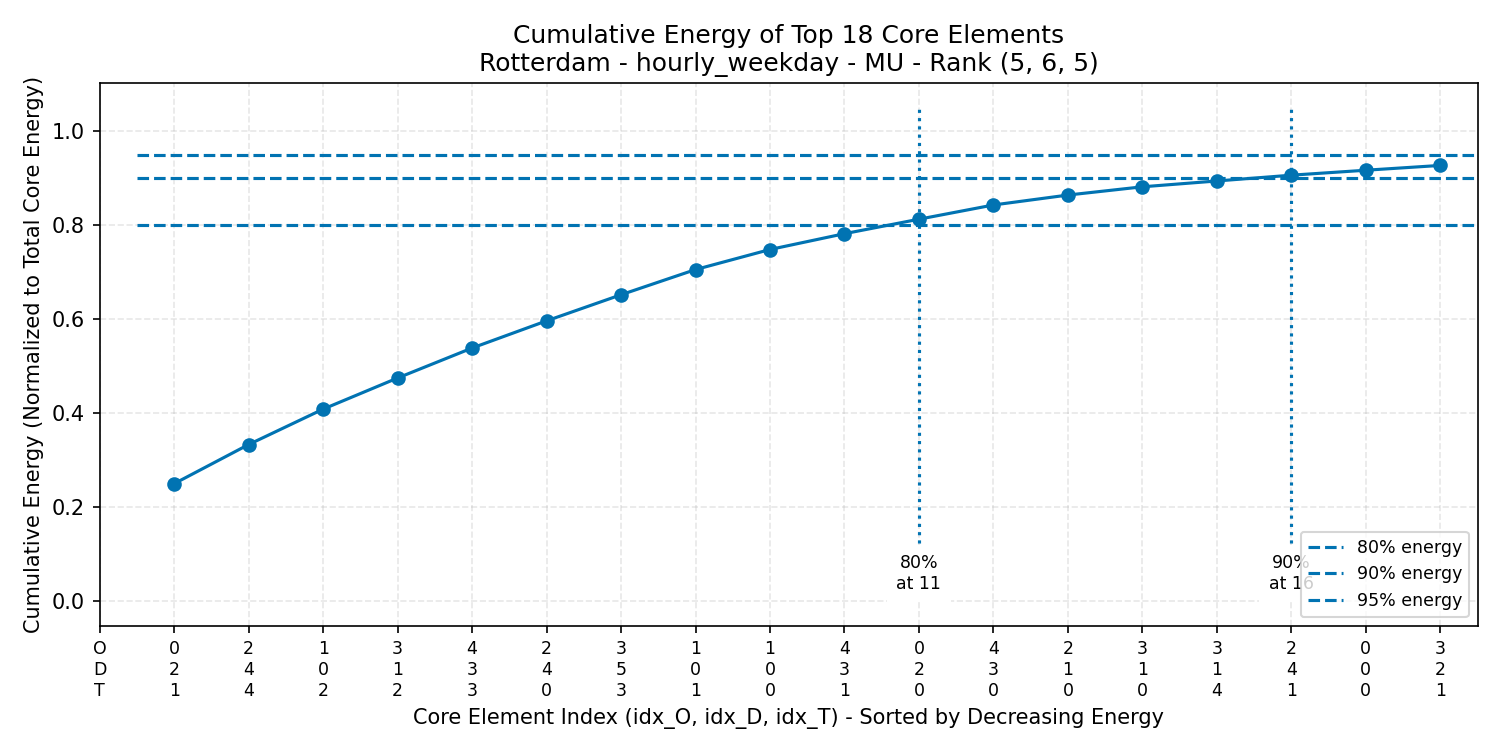 Cumulative Energy of Top 18 Core Elements
Rotterdam - hourly_weekday - MU - Rank (5, 6, 5)
Cumulative Energy (Normalized to Total Core Energy)
1.0
0.8
0.6
0.4
0.2
0.0
80%
at 11
90%
at 16
80% energy
90% energy
95% energy
O 0 2 1 3 4 2 3 1 1 4 0 4 2 3 3 2 0 3
D 2 4 0 1 3 4 5 0 0 3 2 3 1 1 1 4 0 2
T 1 4 2 2 3 0 3 1 0 1 0 0 0 0 4 1 0 1
Core Element Index (idx_O, idx_D, idx_T) - Sorted by Decreasing Energy